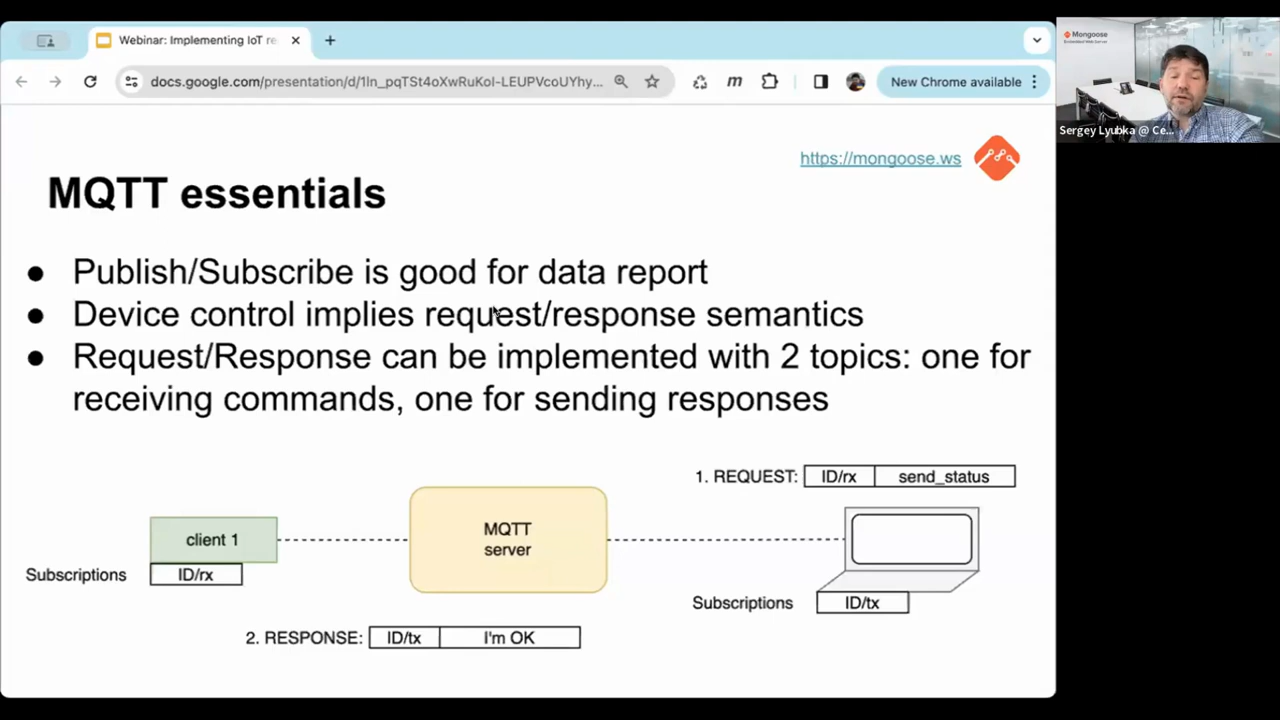 Webinar: Implementing IoT re
docs.google.com/presentation/d/1ln_pqTSt4oXwRuKoI-LEUPVcoUYhy...
New Chrome available
Mongoose
Sergey Lyubka @ Ce...
https://mongoose.ws
MQTT essentials
● Publish/Subscribe is good for data report
● Device control implies request/response semantics
● Request/Response can be implemented with 2 topics: one for
receiving commands, one for sending responses
1. REQUEST: ID/rx send_status
client 1
MQTT
server
Subscriptions ID/rx
Subscriptions ID/tx
2. RESPONSE: ID/tx I'm OK